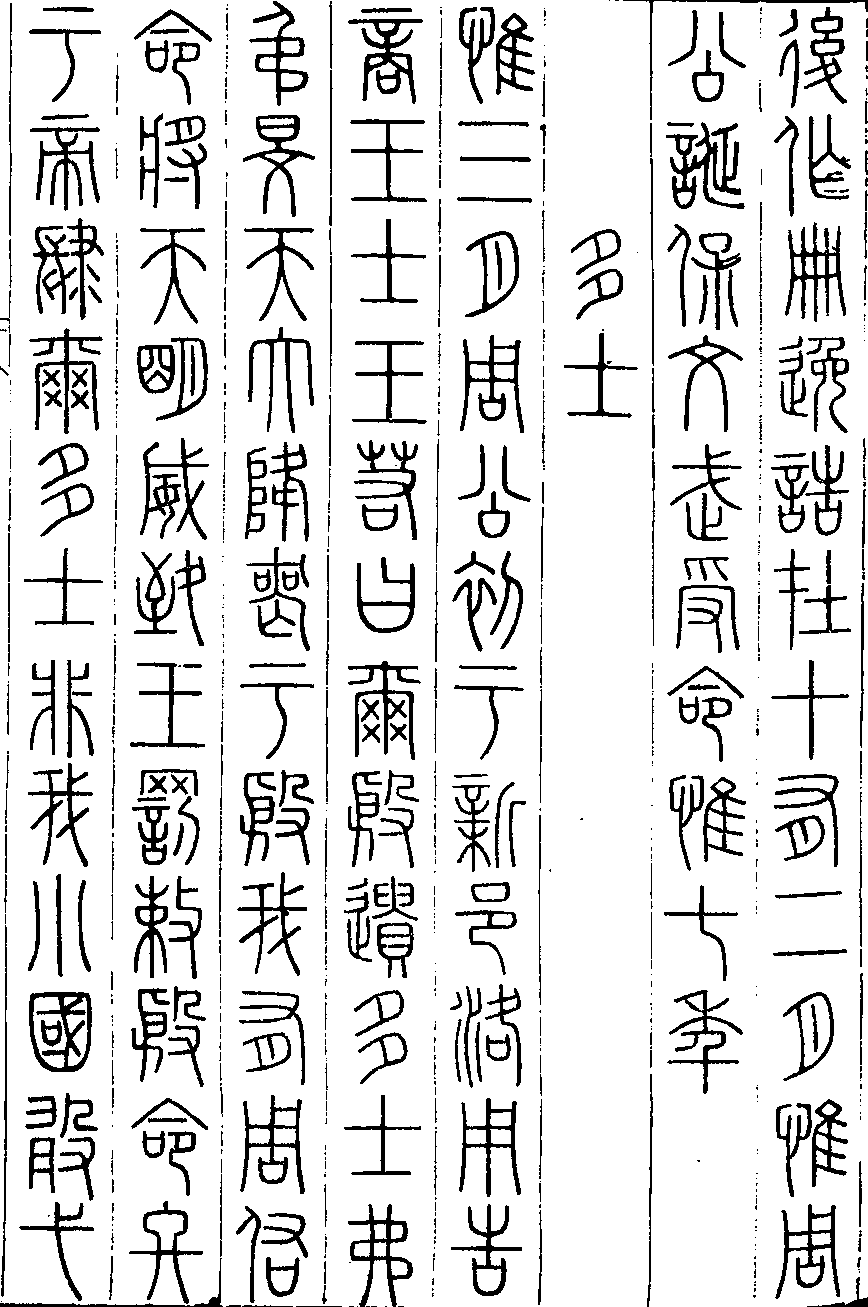 後作冊逸誥在十有二月惟周
公誕保文武受命惟七年
多士
惟三月周公初于新邑洛用告
商王士王若曰爾殷遺多士弗
弔旻天大降喪于殷我有周佑
命將天明威致王罰敕殷命終
于帝肆爾多士非我小國敢弋